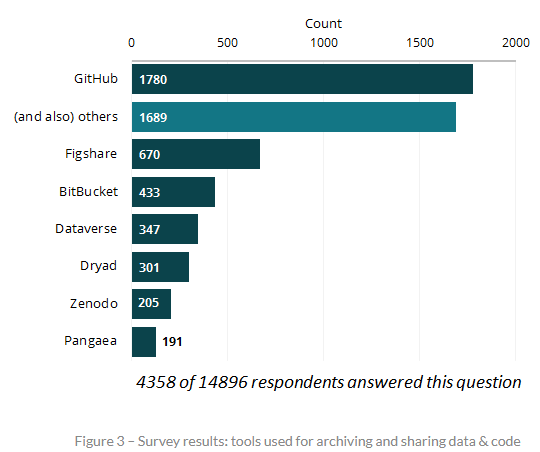 Count
0 500 1000 1500 2000
GitHub 1780
(and also) others 1689
Figshare 670
BitBucket 433
Dataverse 347
Dryad 301
Zenodo 205
Pangaea 191
4358 of 14896 respondents answered this question
Figure 3 – Survey results: tools used for archiving and sharing data & code